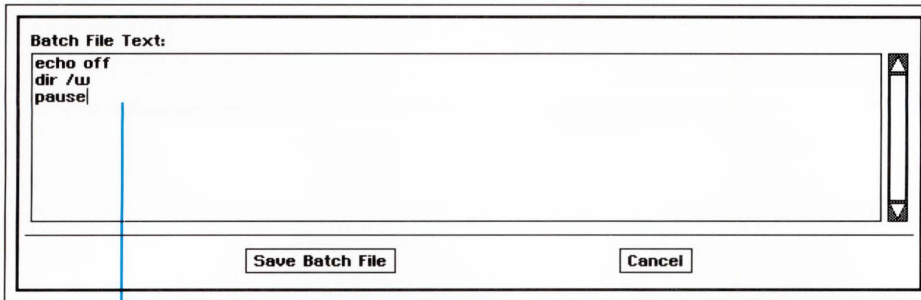 Batch File Text:
echo off
dir /w
pause
Save Batch File
Cancel